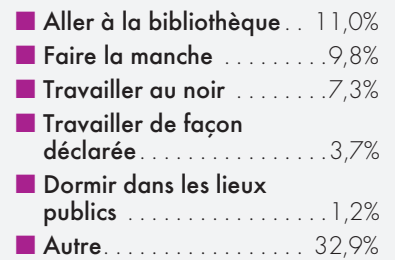 Aller à la bibliothèque . . 11,0%
Faire la manche . . . . . . . . . 9,8%
Travailler au noir . . . . . . . . 7,3%
Travailler de façon
déclarée . . . . . . . . . . . . . . . . 3,7%
Dormir dans les lieux
publics . . . . . . . . . . . . . . . . . 1,2%
Autre . . . . . . . . . . . . . . . . . . 32,9%